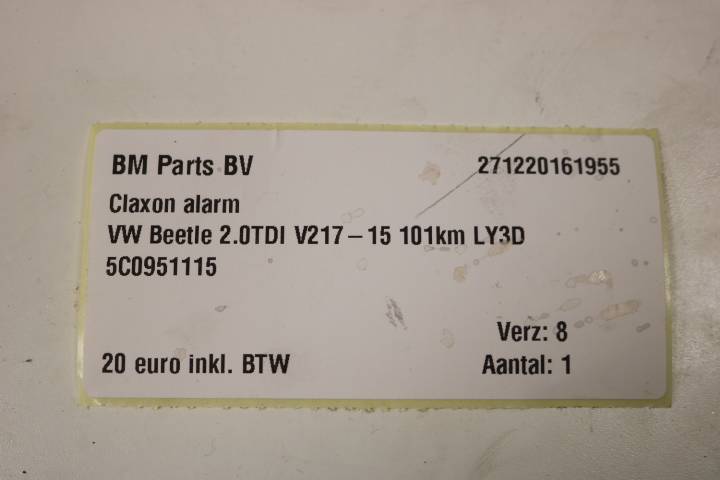 BM Parts BV 271220161955
Claxon alarm
VW Beetle 2.0TDI V217-15 101km LY3D
5C0951115
Verz: 8
20 euro inkl. BTW Aantal: 1